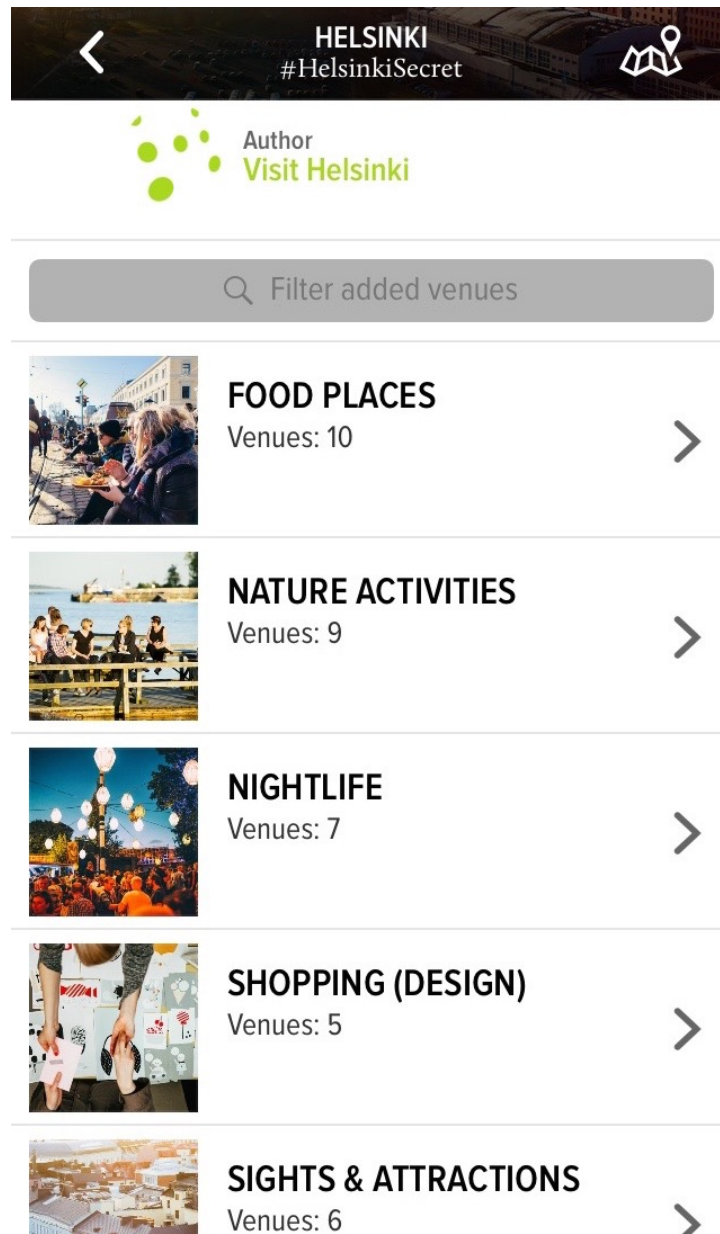 HELSINKI
#HelsinkiSecret
Author
Visit Helsinki
Filter added venues
FOOD PLACES
Venues: 10
NATURE ACTIVITIES
Venues: 9
NIGHTLIFE
Venues: 7
SHOPPING (DESIGN)
Venues: 5
SIGHTS & ATTRACTIONS
Venues: 6